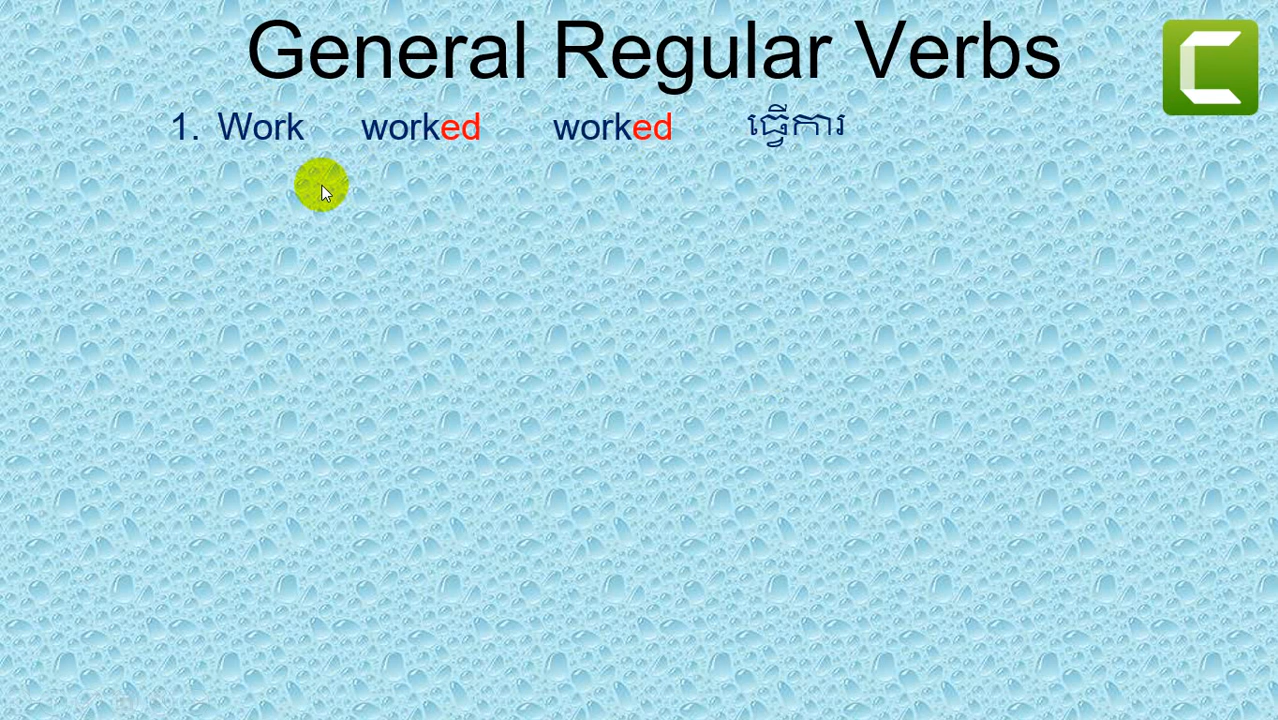 General Regular Verbs
1. Work worked worked ធ្វើការ